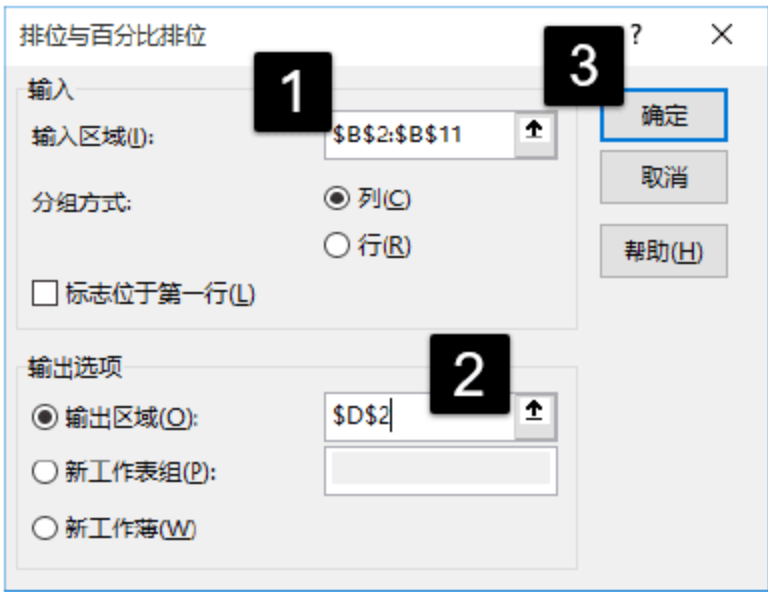 排位与百分比排位 ?
输入
1
3
输入区域(I): $B$2:$B$11
确定
分组方式: 列(C)
取消
行(R)
帮助(H)
标志位于第一行(L)
输出选项
2
输出区域(O): $D$2
新工作表组(P):
新工作薄(W)